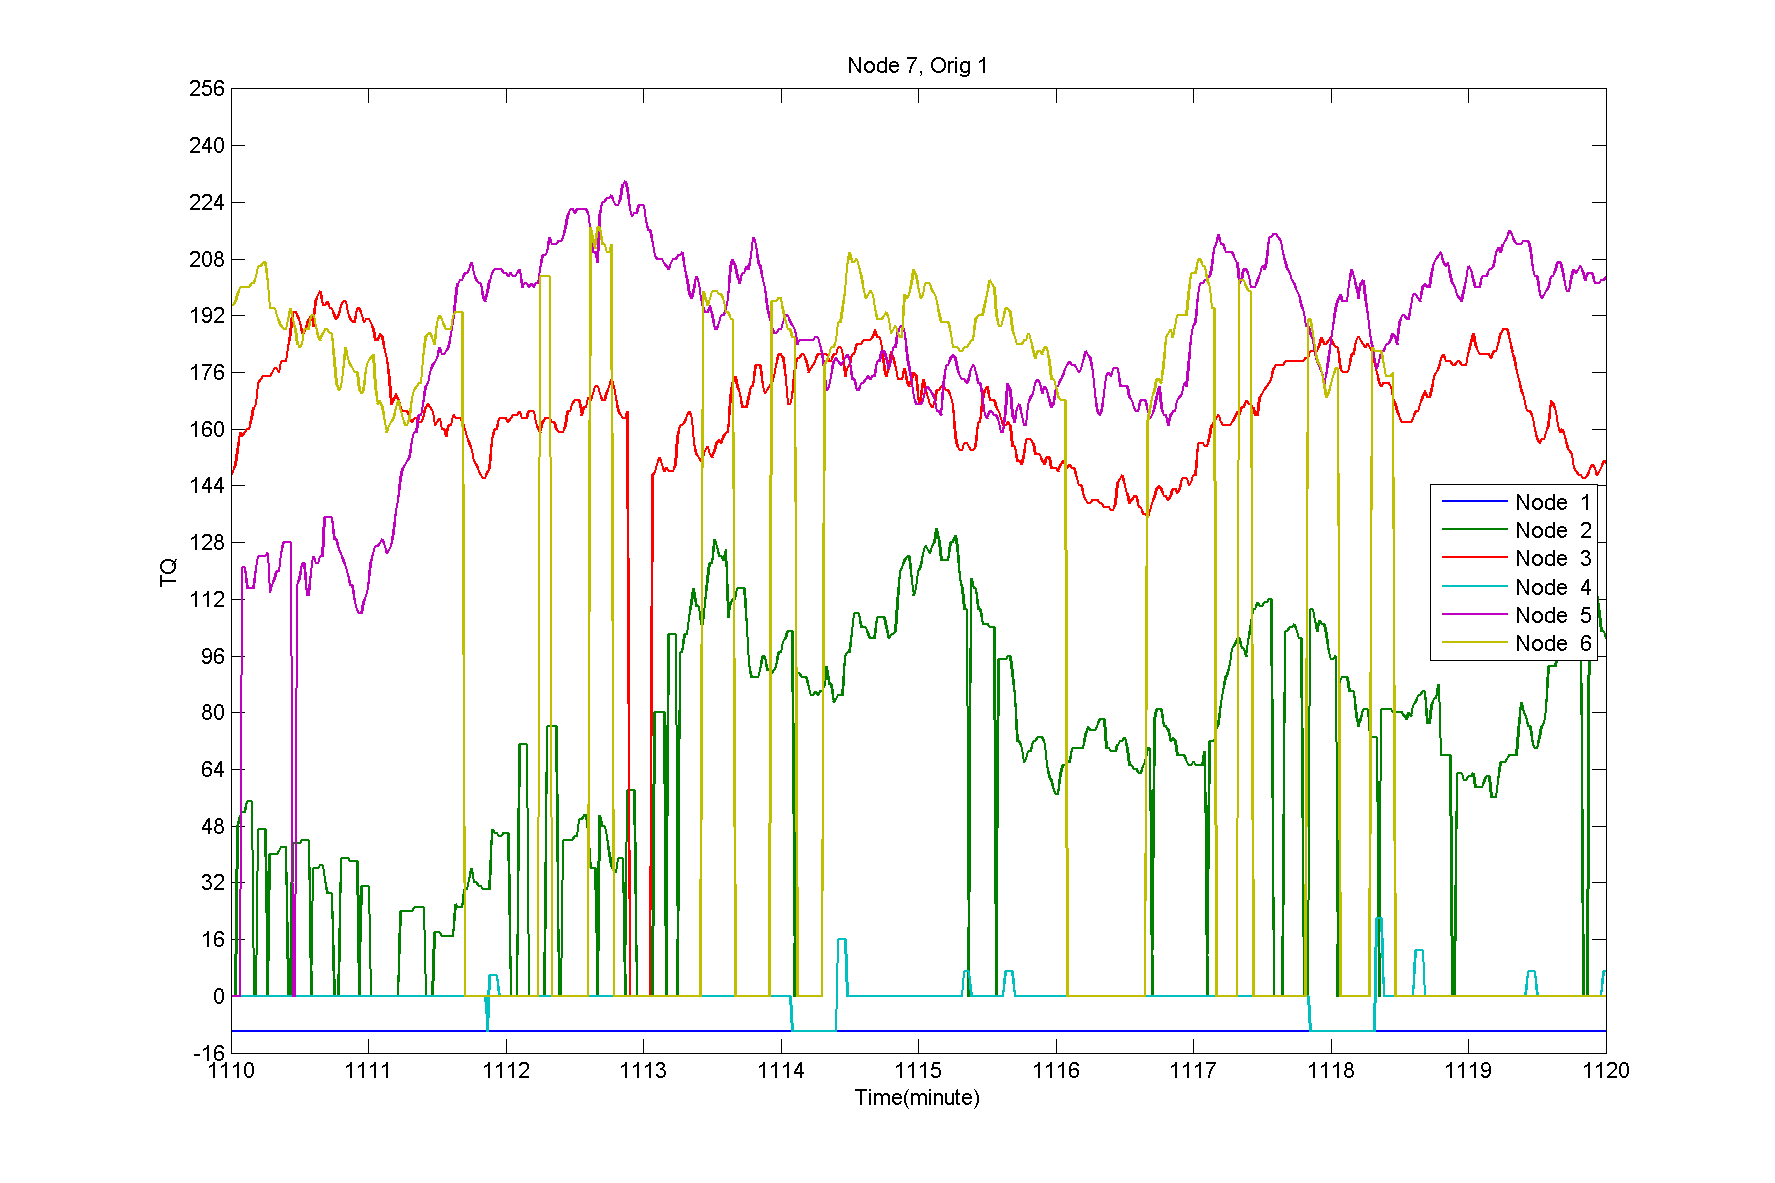 Node 7, Orig 1
256
240
224
208
192
176
160
144
128
112
96
80
64
48
32
16
0
-16
TQ
Node 1
Node 2
Node 3
Node 4
Node 5
Node 6
1110 1111 1112 1113 1114 1115 1116 1117 1118 1119 1120
Time(minute)